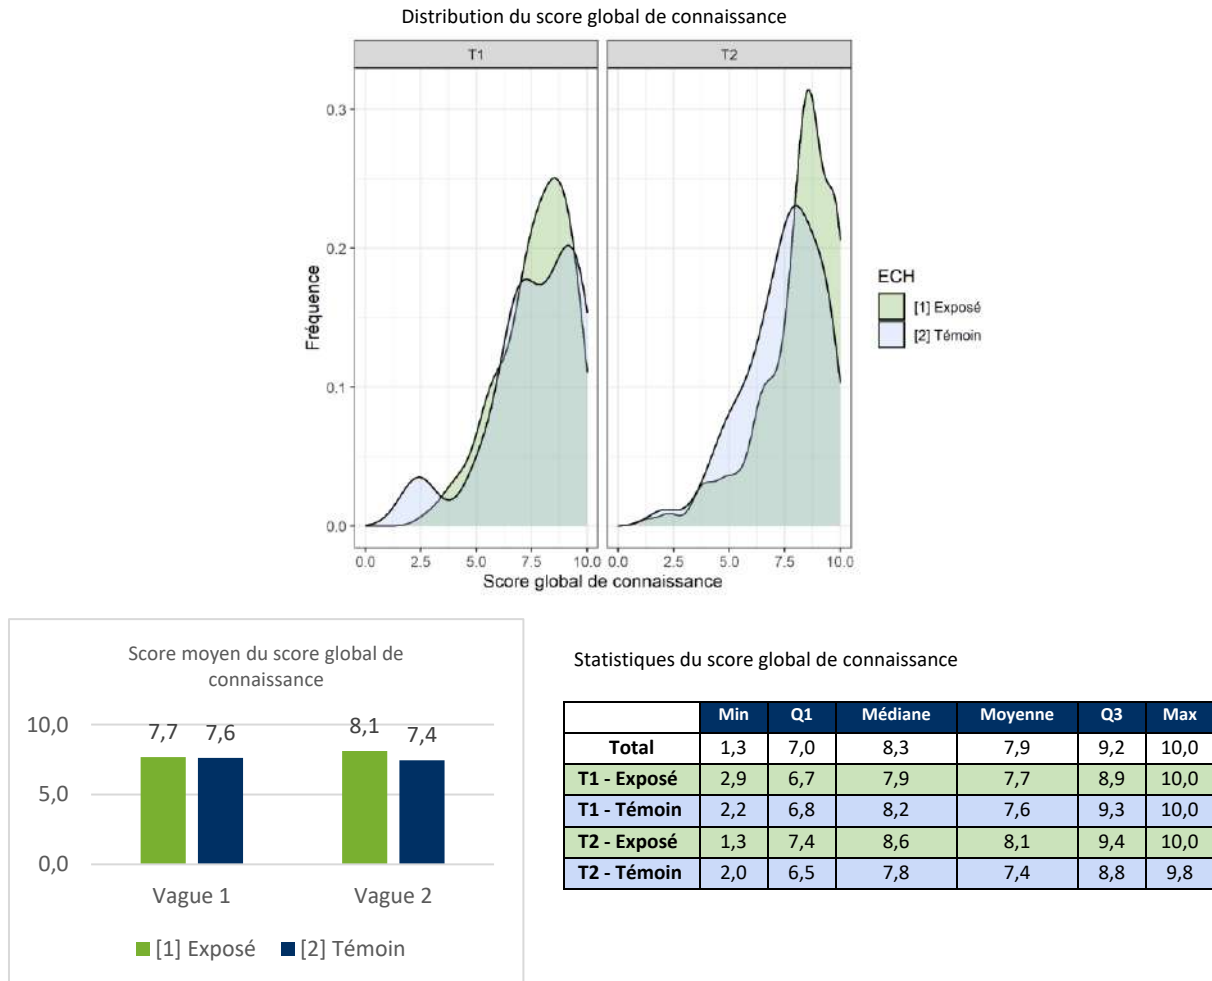 Distribution du score global de connaissance
T1
T2
0.3
0.2
0.1
0.0
Fréquence
0.0 2.5 5.0 7.5 10.0 0.0 2.5 5.0 7.5 10.0
Score global de connaissance
ECH
[1] Exposé
[2] Témoin
Score moyen du score global de
connaissance
10,0
5,0
0,0
7,7 7,6 8,1 7,4
Vague 1 Vague 2
[1] Exposé [2] Témoin
Statistiques du score global de connaissance
Min Q1 Médiane Moyenne Q3 Max
Total 1,3 7,0 8,3 7,9 9,2 10,0
T1 - Exposé 2,9 6,7 7,9 7,7 8,9 10,0
T1 - Témoin 2,2 6,8 8,2 7,6 9,3 10,0
T2 - Exposé 1,3 7,4 8,6 8,1 9,4 10,0
T2 - Témoin 2,0 6,5 7,8 7,4 8,8 9,8